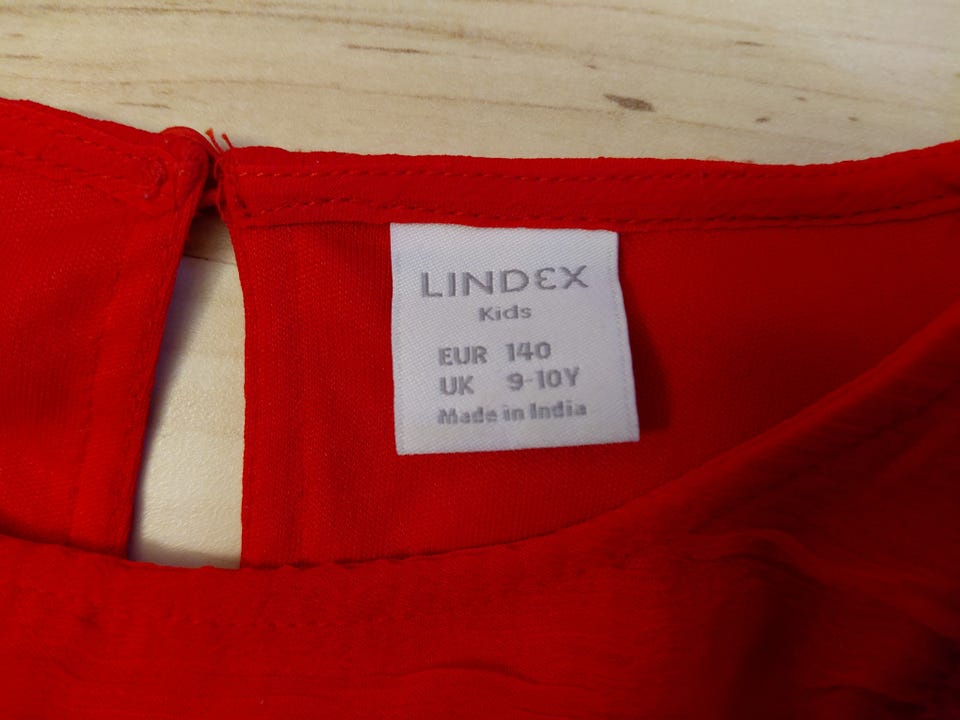 LINDEX
Kids
EUR 140
UK 9-10Y
Made in India